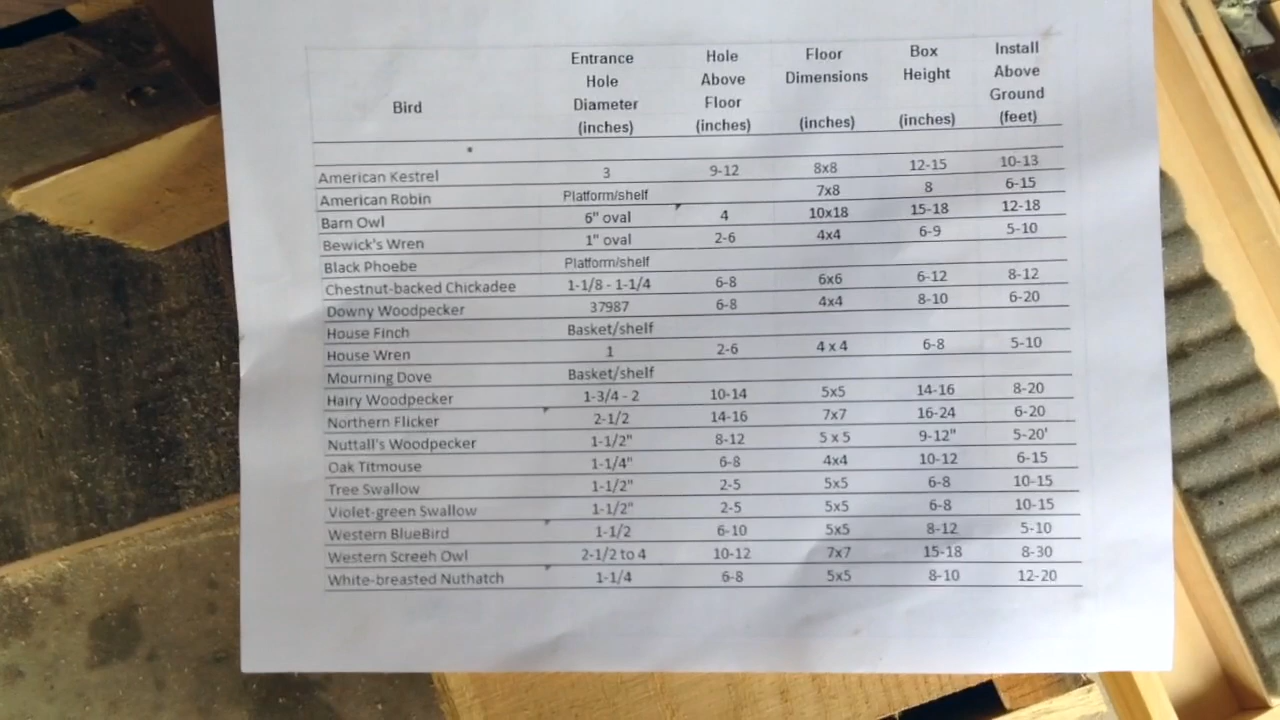 Bird Entrance Hole Diameter (inches) Hole Above Floor (inches) Floor Dimensions (inches) Box Height (inches) Install Above Ground (feet)
American Kestrel 3 9-12 8x8 12-15 10-13
American Robin Platform/shelf 7x8 8 6-15
Barn Owl 6" oval 4 10x18 15-18 12-18
Bewick's Wren 1" oval 2-6 4x4 6-9 5-10
Black Phoebe Platform/shelf
Chestnut-backed Chickadee 1-1/8 - 1-1/4 6-8 6x6 6-12 8-12
Downy Woodpecker 37987 6-8 4x4 8-10 6-20
House Finch Basket/shelf
House Wren 1 2-6 4 x 4 6-8 5-10
Mourning Dove Basket/shelf
Hairy Woodpecker 1-3/4 - 2 10-14 5x5 14-16 8-20
Northern Flicker 2-1/2 14-16 7x7 16-24 6-20
Nuttall's Woodpecker 1-1/2" 8-12 5 x 5 9-12" 5-20'
Oak Titmouse 1-1/4" 6-8 4x4 10-12 6-15
Tree Swallow 1-1/2" 2-5 5x5 6-8 10-15
Violet-green Swallow 1-1/2" 2-5 5x5 6-8 10-15
Western BlueBird 1-1/2 6-10 5x5 8-12 5-10
Western Screeh Owl 2-1/2 to 4 10-12 7x7 15-18 8-30
White-breasted Nuthatch 1-1/4 6-8 5x5 8-10 12-20